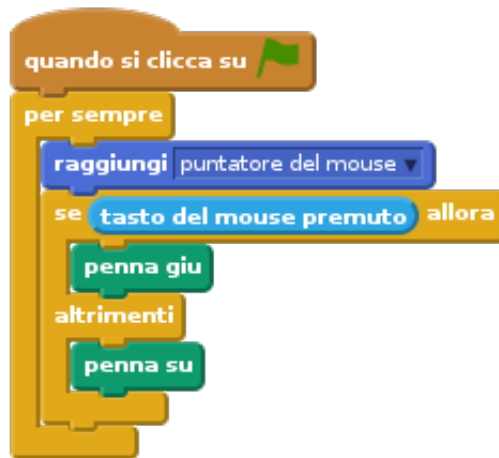 quando si clicca su
per sempre
raggiungi puntatore del mouse
se tasto del mouse premuto allora
penna giu
altrimenti
penna su